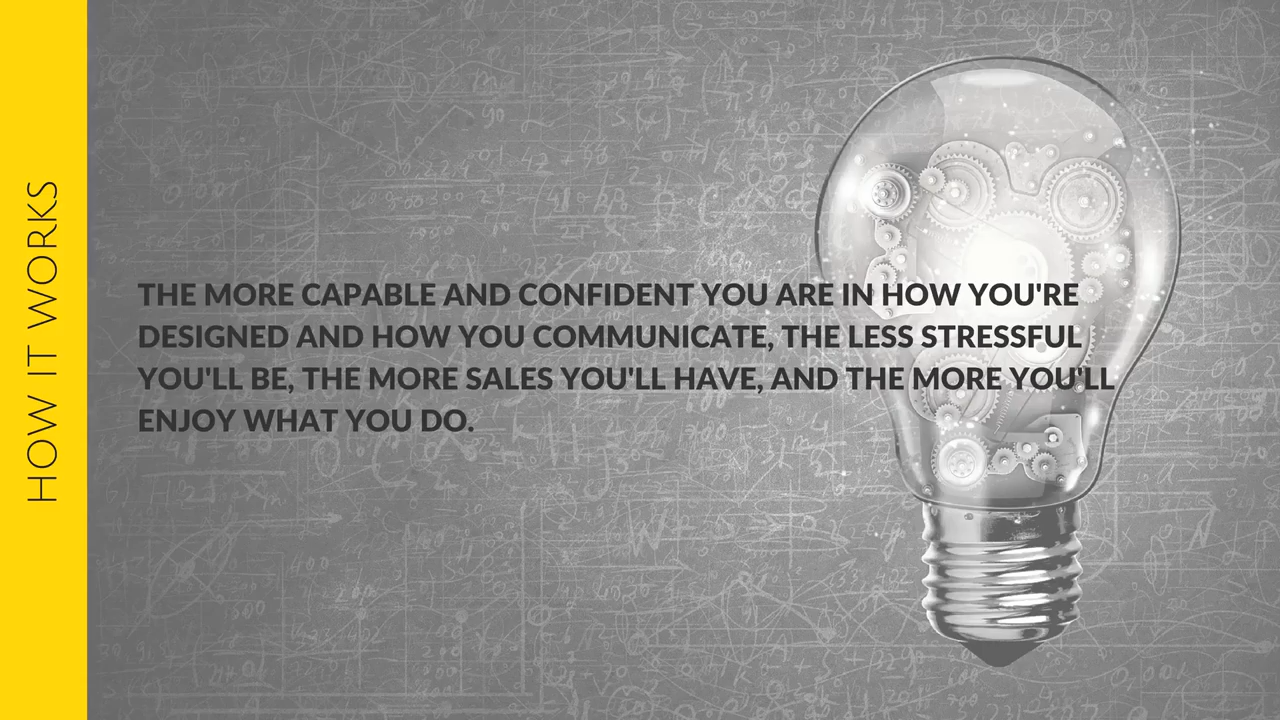 HOW IT WORKS
THE MORE CAPABLE AND CONFIDENT YOU ARE IN HOW YOU'RE
DESIGNED AND HOW YOU COMMUNICATE, THE LESS STRESSFUL
YOU'LL BE, THE MORE SALES YOU'LL HAVE, AND THE MORE YOU'LL
ENJOY WHAT YOU DO.